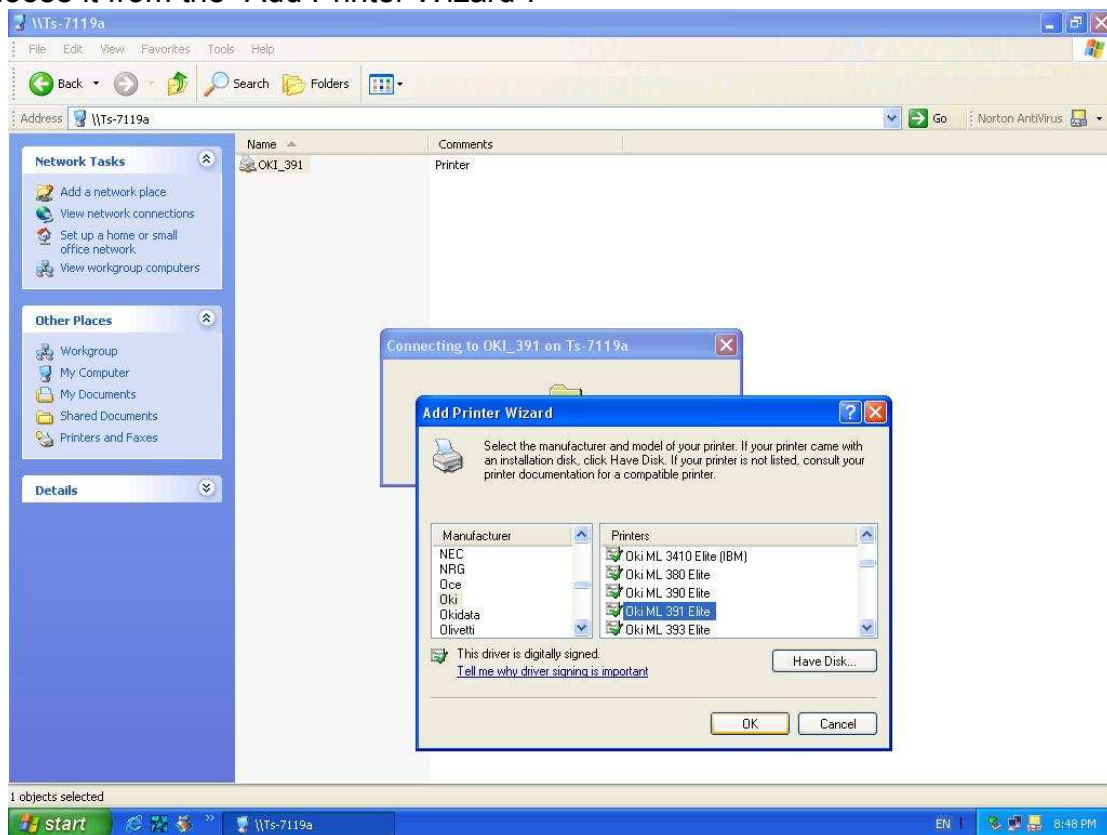 access it from the "Add Printer Wizard".
\\Ts-7119a
File Edit View Favorites Tools Help
Back Search Folders
Address \\Ts-7119a Go Norton AntiVirus
Name Comments
Network Tasks
OKI_391 Printer
Add a network place
View network connections
Set up a home or small
office network
View workgroup computers
Other Places
Workgroup
My Computer
My Documents
Shared Documents
Printers and Faxes
Details
Connecting to OKI_391 on Ts-7119a
Add Printer Wizard
Select the manufacturer and model of your printer. If your printer came with
an installation disk, click Have Disk. If your printer is not listed, consult your
printer documentation for a compatible printer.
Manufacturer
NEC
NRG
Oce
Oki
Okidata
Olivetti
Printers
Oki ML 3410 Elite (IBM)
Oki ML 380 Elite
Oki ML 390 Elite
Oki ML 391 Elite
Oki ML 393 Elite
This driver is digitally signed.
Tell me why driver signing is important
Have Disk...
OK Cancel
1 objects selected
start \\Ts-7119a EN 8:48 PM